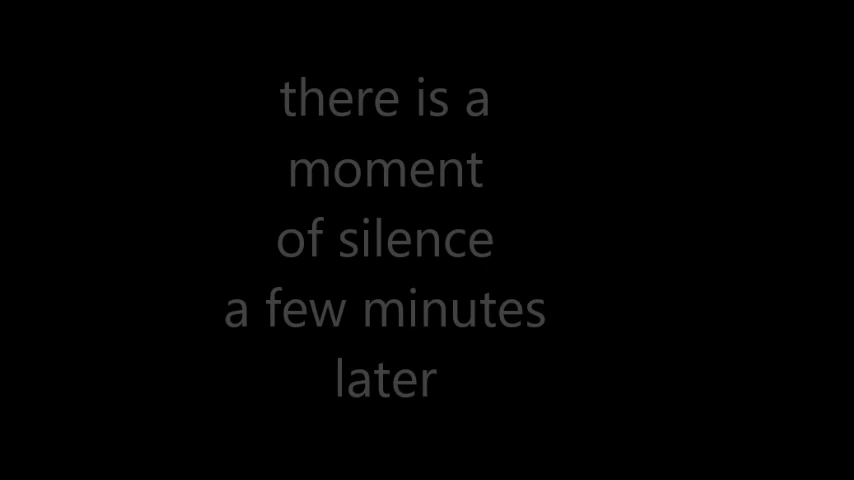 there is a
moment
of silence
a few minutes
later